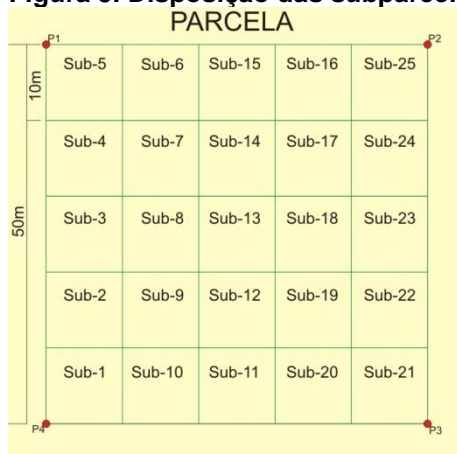 Figura 3. Disposição das subparcel
PARCELA
P1 P2
10m
Sub-5 Sub-6 Sub-15 Sub-16 Sub-25
Sub-4 Sub-7 Sub-14 Sub-17 Sub-24
50m
Sub-3 Sub-8 Sub-13 Sub-18 Sub-23
Sub-2 Sub-9 Sub-12 Sub-19 Sub-22
Sub-1 Sub-10 Sub-11 Sub-20 Sub-21
P4 P3